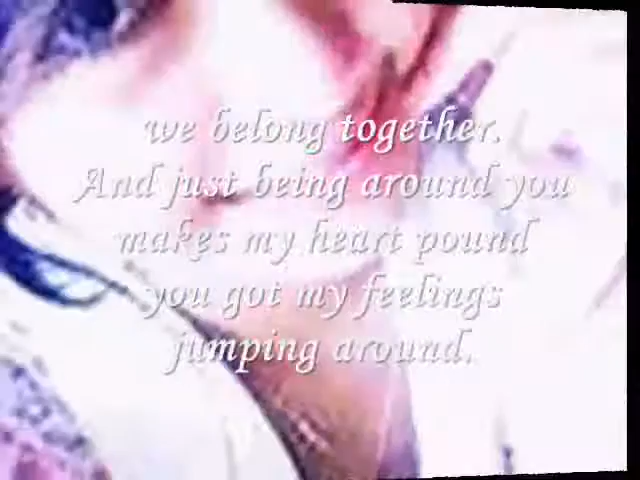 we belong together.
And just being around you
makes my heart pound
you got my feelings
jumping around.